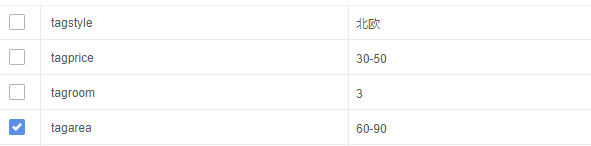 tagstyle 北欧
tagprice 30-50
tagroom 3
tagarea 60-90